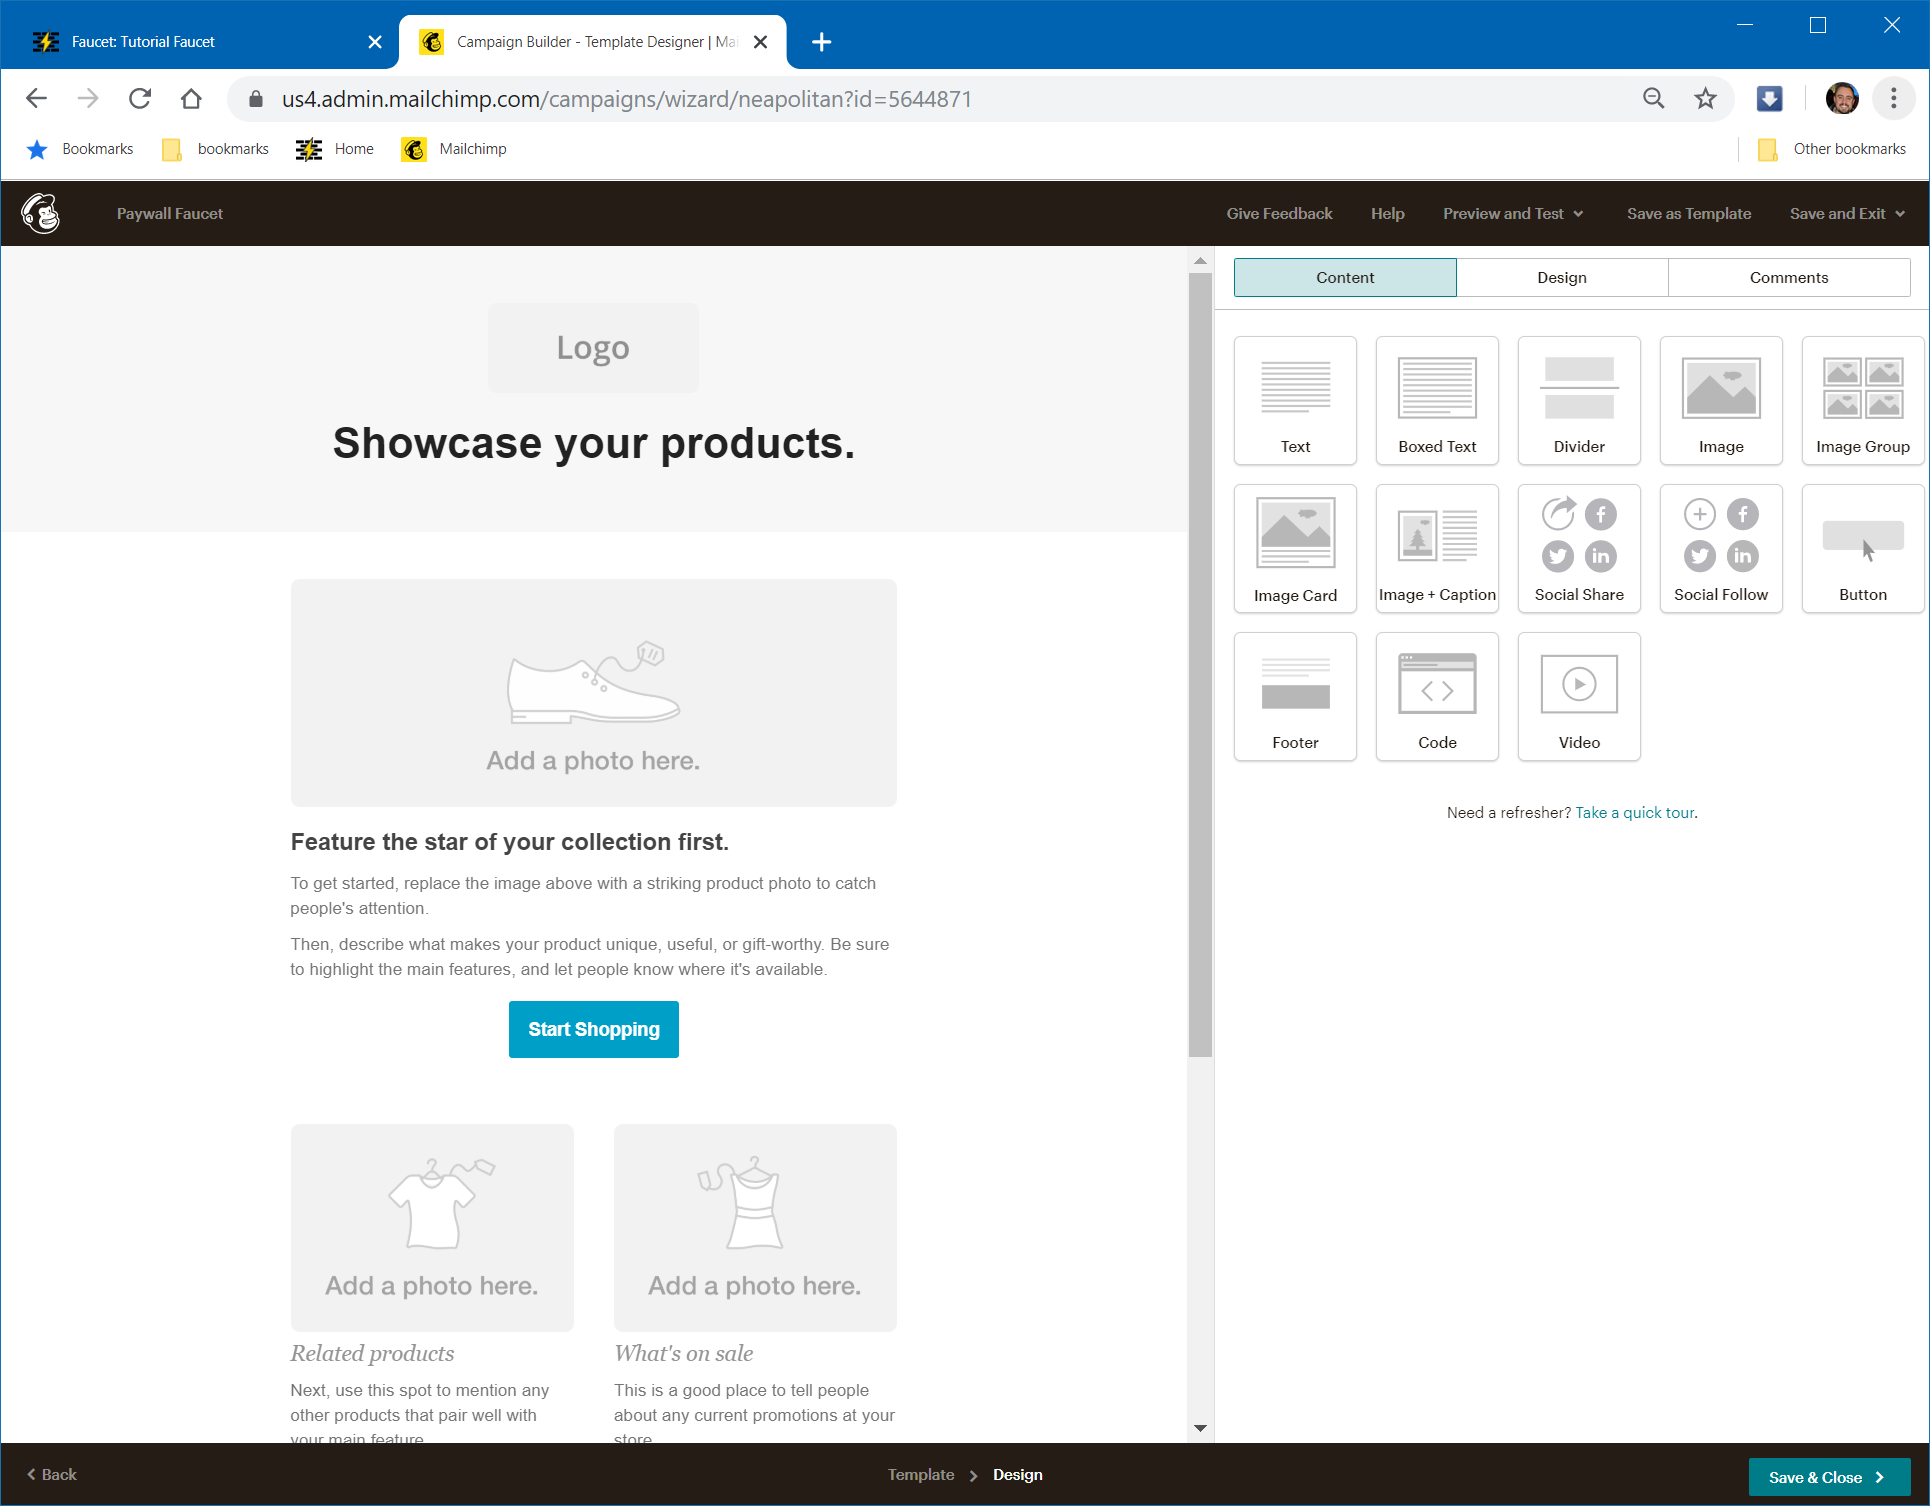 Faucet: Tutorial Faucet
Campaign Builder - Template Designer | Mai
us4.admin.mailchimp.com/campaigns/wizard/neapolitan?id=5644871
Bookmarks
bookmarks
Home
Mailchimp
Other bookmarks
Paywall Faucet
Give Feedback
Help
Preview and Test
Save as Template
Save and Exit
Logo
Showcase your products.
Add a photo here.
Feature the star of your collection first.
To get started, replace the image above with a striking product photo to catch
people's attention.
Then, describe what makes your product unique, useful, or gift-worthy. Be sure
to highlight the main features, and let people know where it's available.
Start Shopping
Add a photo here.
Related products
Next, use this spot to mention any
other products that pair well with
your main feature
Add a photo here.
What's on sale
This is a good place to tell people
about any current promotions at your
store
Content
Design
Comments
Text
Boxed Text
Divider
Image
Image Group
Image Card
Image + Caption
Social Share
Social Follow
Button
Footer
Code
Video
Need a refresher? Take a quick tour.
Back
Template
Design
Save & Close